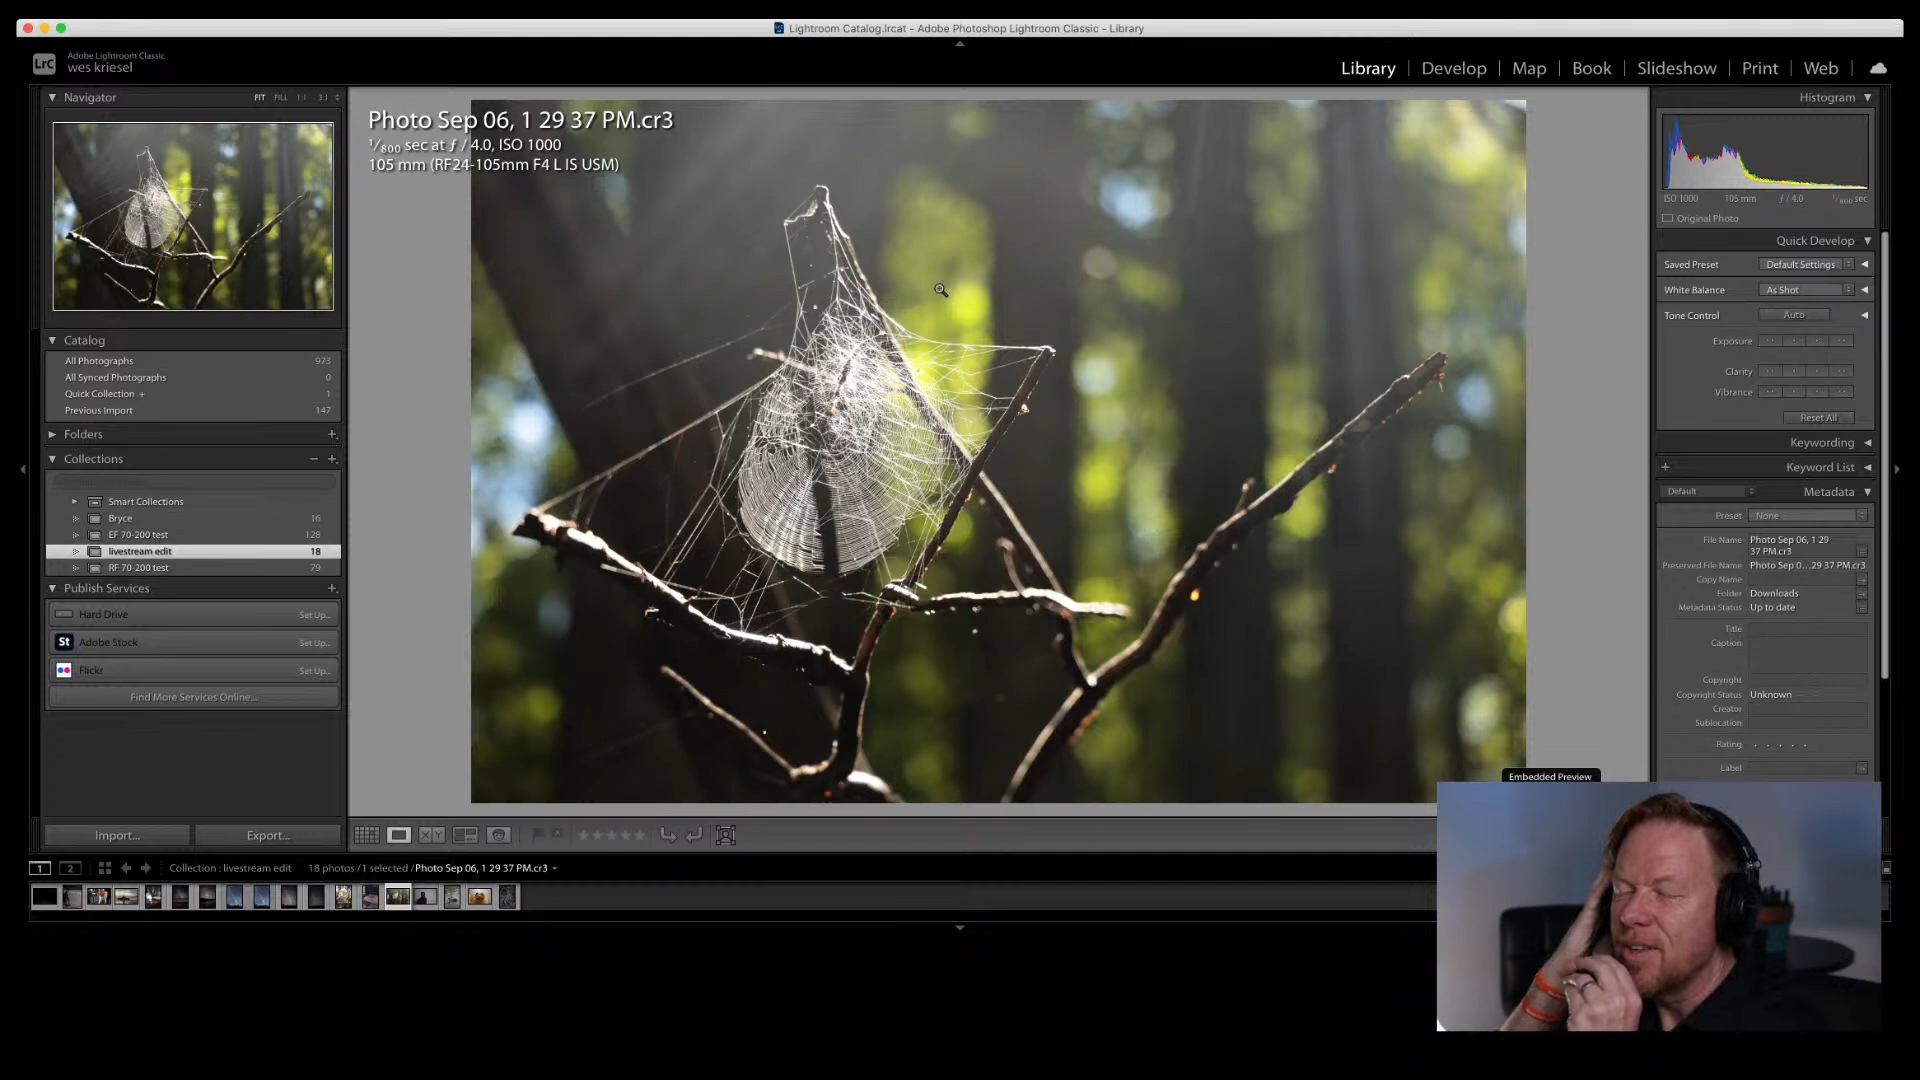 Lightroom Catalog.lrcat - Adobe Photoshop Lightroom Classic - Library
LrC
Adobe Lightroom Classic
wes kriesel
Library
Develop
Map
Book
Slideshow
Print
Web
Navigator
FIT
FILL
1:1
3:1
Catalog
All Photographs 973
All Synced Photographs 0
Quick Collection + 1
Previous Import 147
Folders
Collections
Smart Collections
Bryce 16
EF 70-200 test 128
livestream edit 18
RF 70-200 test 79
Publish Services
Hard Drive Set Up...
St Adobe Stock Set Up...
Flickr Set Up...
Find More Services Online...
Import...
Export...
Photo Sep 06, 1 29 37 PM.cr3
1/800 sec at ƒ / 4.0, ISO 1000
105 mm (RF24-105mm F4 L IS USM)
Embedded Preview
Histogram
ISO 1000 105 mm ƒ / 4.0 1/800 sec
Original Photo
Quick Develop
Saved Preset Default Settings
White Balance As Shot
Tone Control Auto
Exposure
Clarity
Vibrance
Reset All
Keywording
Keyword List
Default Metadata
Preset None
File Name Photo Sep 06, 1 29
37 PM.cr3
Preserved File Name Photo Sep 0...29 37 PM.cr3
Copy Name
Folder Downloads
Metadata Status Up to date
Title
Caption
Copyright
Copyright Status Unknown
Creator
Sublocation
Rating
Label
X Y
1 2 Collection : livestream edit 18 photos / 1 selected / Photo Sep 06, 1 29 37 PM.cr3